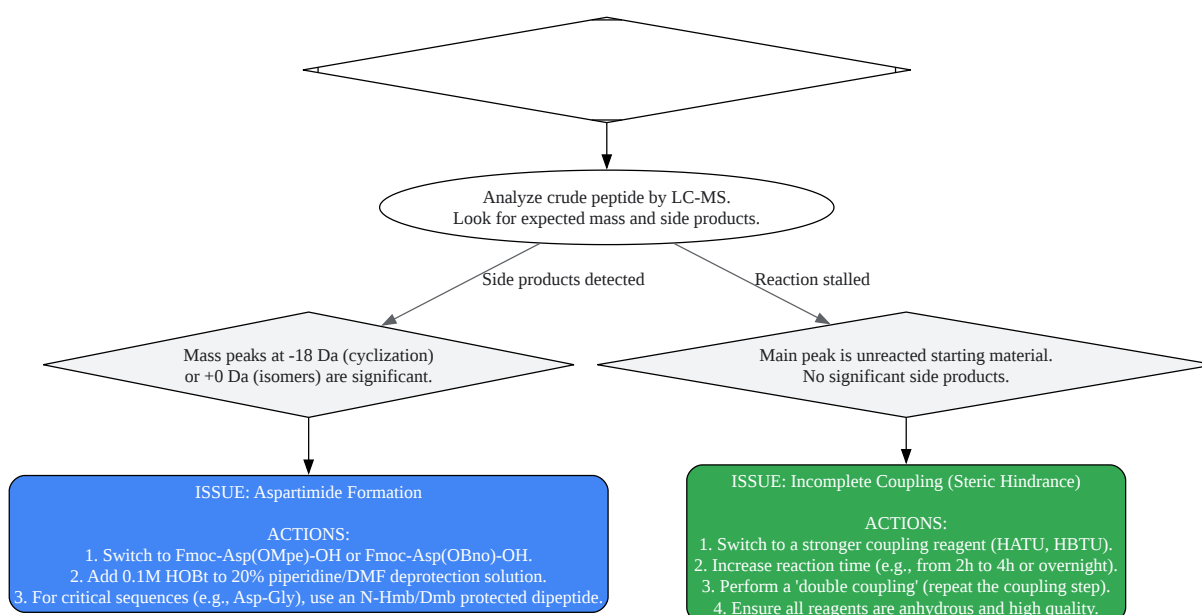 Analyze crude peptide by LC-MS.
Look for expected mass and side products.
Side products detected
Reaction stalled
Mass peaks at -18 Da (cyclization)
or +0 Da (isomers) are significant.
Main peak is unreacted starting material.
No significant side products.
ISSUE: Aspartimide Formation
ACTIONS:
1. Switch to Fmoc-Asp(OMpe)-OH or Fmoc-Asp(OBno)-OH.
2. Add 0.1M HOBt to 20% piperidine/DMF deprotection solution.
3. For critical sequences (e.g., Asp-Gly), use an N-Hmb/Dmb protected dipeptide.
ISSUE: Incomplete Coupling (Steric Hindrance)
ACTIONS:
1. Switch to a stronger coupling reagent (HATU, HBTU).
2. Increase reaction time (e.g., from 2h to 4h or overnight).
3. Perform a 'double coupling' (repeat the coupling step).
4. Ensure all reagents are anhydrous and high quality.